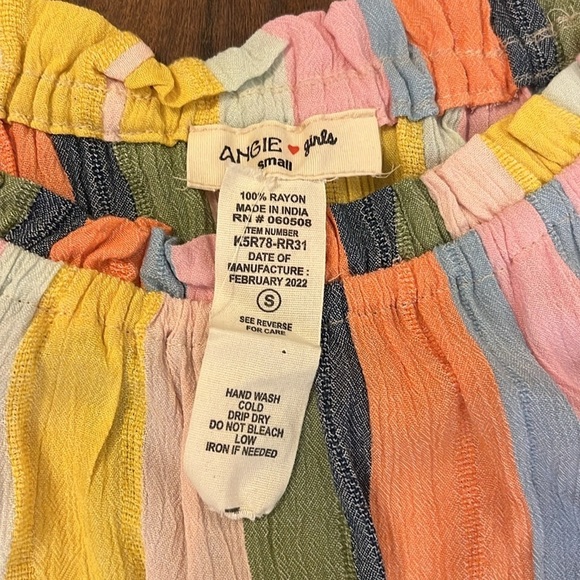 ANGIE ♥ girls
small
100% RAYON
MADE IN INDIA
RN # 060508
ITEM NUMBER
K5R78-RR31
DATE OF
MANUFACTURE :
FEBRUARY 2022
S
SEE REVERSE
FOR CARE
HAND WASH
COLD
DRIP DRY
DO NOT BLEACH
LOW
IRON IF NEEDED